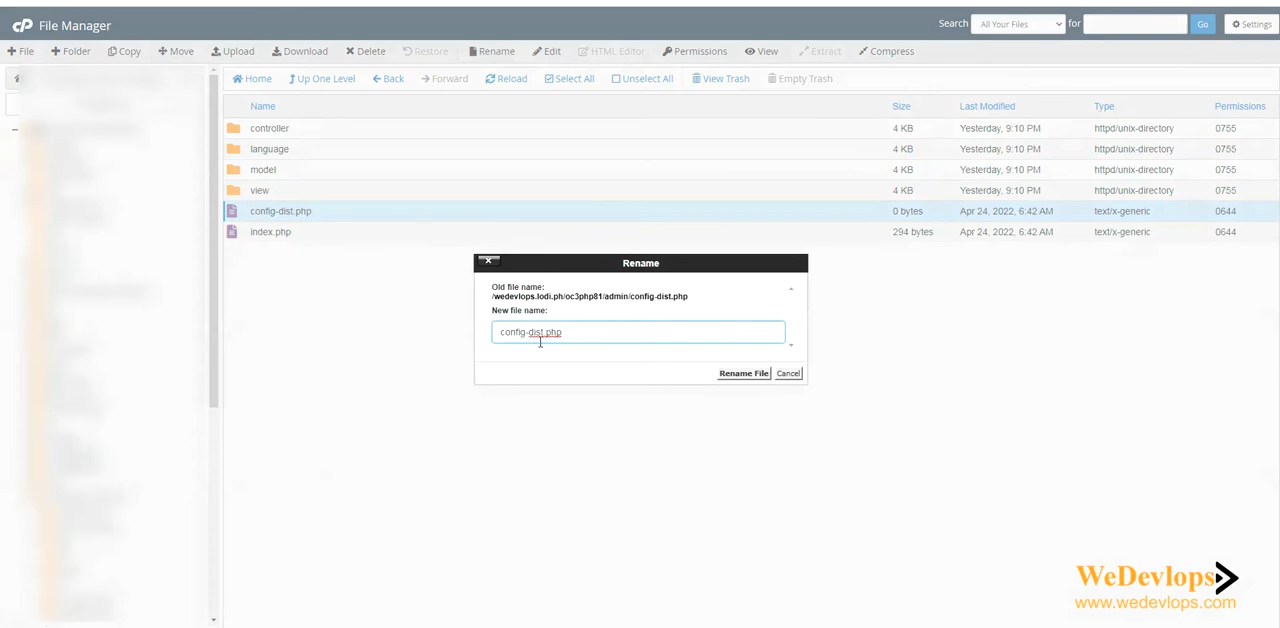 cP File Manager
Search All Your Files for Go Settings
File Folder Copy Move Upload Download Delete Restore Rename Edit HTML Editor Permissions View Extract Compress
Home Up One Level Back Forward Reload Select All Unselect All View Trash Empty Trash
Name Size Last Modified Type Permissions
controller 4 KB Yesterday, 9:10 PM httpd/unix-directory 0755
language 4 KB Yesterday, 9:10 PM httpd/unix-directory 0755
model 4 KB Yesterday, 9:10 PM httpd/unix-directory 0755
view 4 KB Yesterday, 9:10 PM httpd/unix-directory 0755
config-dist.php 0 bytes Apr 24, 2022, 6:42 AM text/x-generic 0644
index.php 294 bytes Apr 24, 2022, 6:42 AM text/x-generic 0644
Rename
Old file name:
/wedevlops.lodi.ph/oc3php81/admin/config-dist.php
New file name:
config-dist.php
Rename File Cancel
WeDevlops
www.wedevlops.com